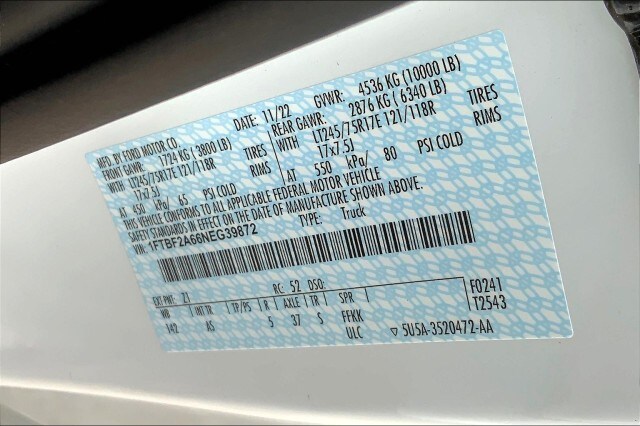 MFD. BY FORD MOTOR CO.
DATE: 11/22 GVWR: 4536 KG (10000 LB)
FRONT GAWR: 1724 KG (3800 LB) REAR GAWR: 2876 KG (6340 LB)
WITH LT245/75R17E 121/118R TIRES WITH LT245/75R17E 121/118R TIRES
17x7.5J RIMS 17x7.5J RIMS
AT 450 kPa/ 65 PSI COLD AT 550 kPa/ 80 PSI COLD
THIS VEHICLE CONFORMS TO ALL APPLICABLE FEDERAL MOTOR VEHICLE
SAFETY STANDARDS IN EFFECT ON THE DATE OF MANUFACTURE SHOWN ABOVE.
1FTBF2A66NEG39872 TYPE: Truck
EXT PNT: Z1 RC: 52 DSO: F0241
WB INT TR TP/PS R AXLE TR SPR T2543
142 AS 5 37 S FFKK
ULC ▽ 5U5A-3520472-AA